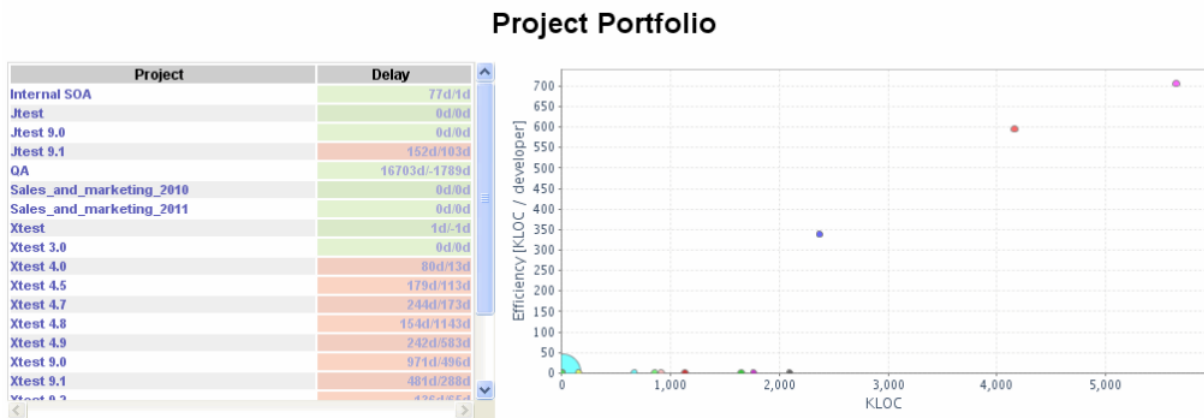 Project Portfolio
Project Delay
Internal SOA 77d/1d
Jtest 0d/0d
Jtest 9.0 0d/0d
Jtest 9.1 152d/103d
QA 16703d/-1789d
Sales_and_marketing_2010 0d/0d
Sales_and_marketing_2011 0d/0d
Xtest 1d/-1d
Xtest 3.0 0d/0d
Xtest 4.0 80d/13d
Xtest 4.5 179d/113d
Xtest 4.7 244d/173d
Xtest 4.8 154d/1143d
Xtest 4.9 242d/583d
Xtest 9.0 971d/496d
Xtest 9.1 481d/288d
Efficiency [KLOC / developer]
700
650
600
550
500
450
400
350
300
250
200
150
100
50
0
0 1,000 2,000 3,000 4,000 5,000
KLOC